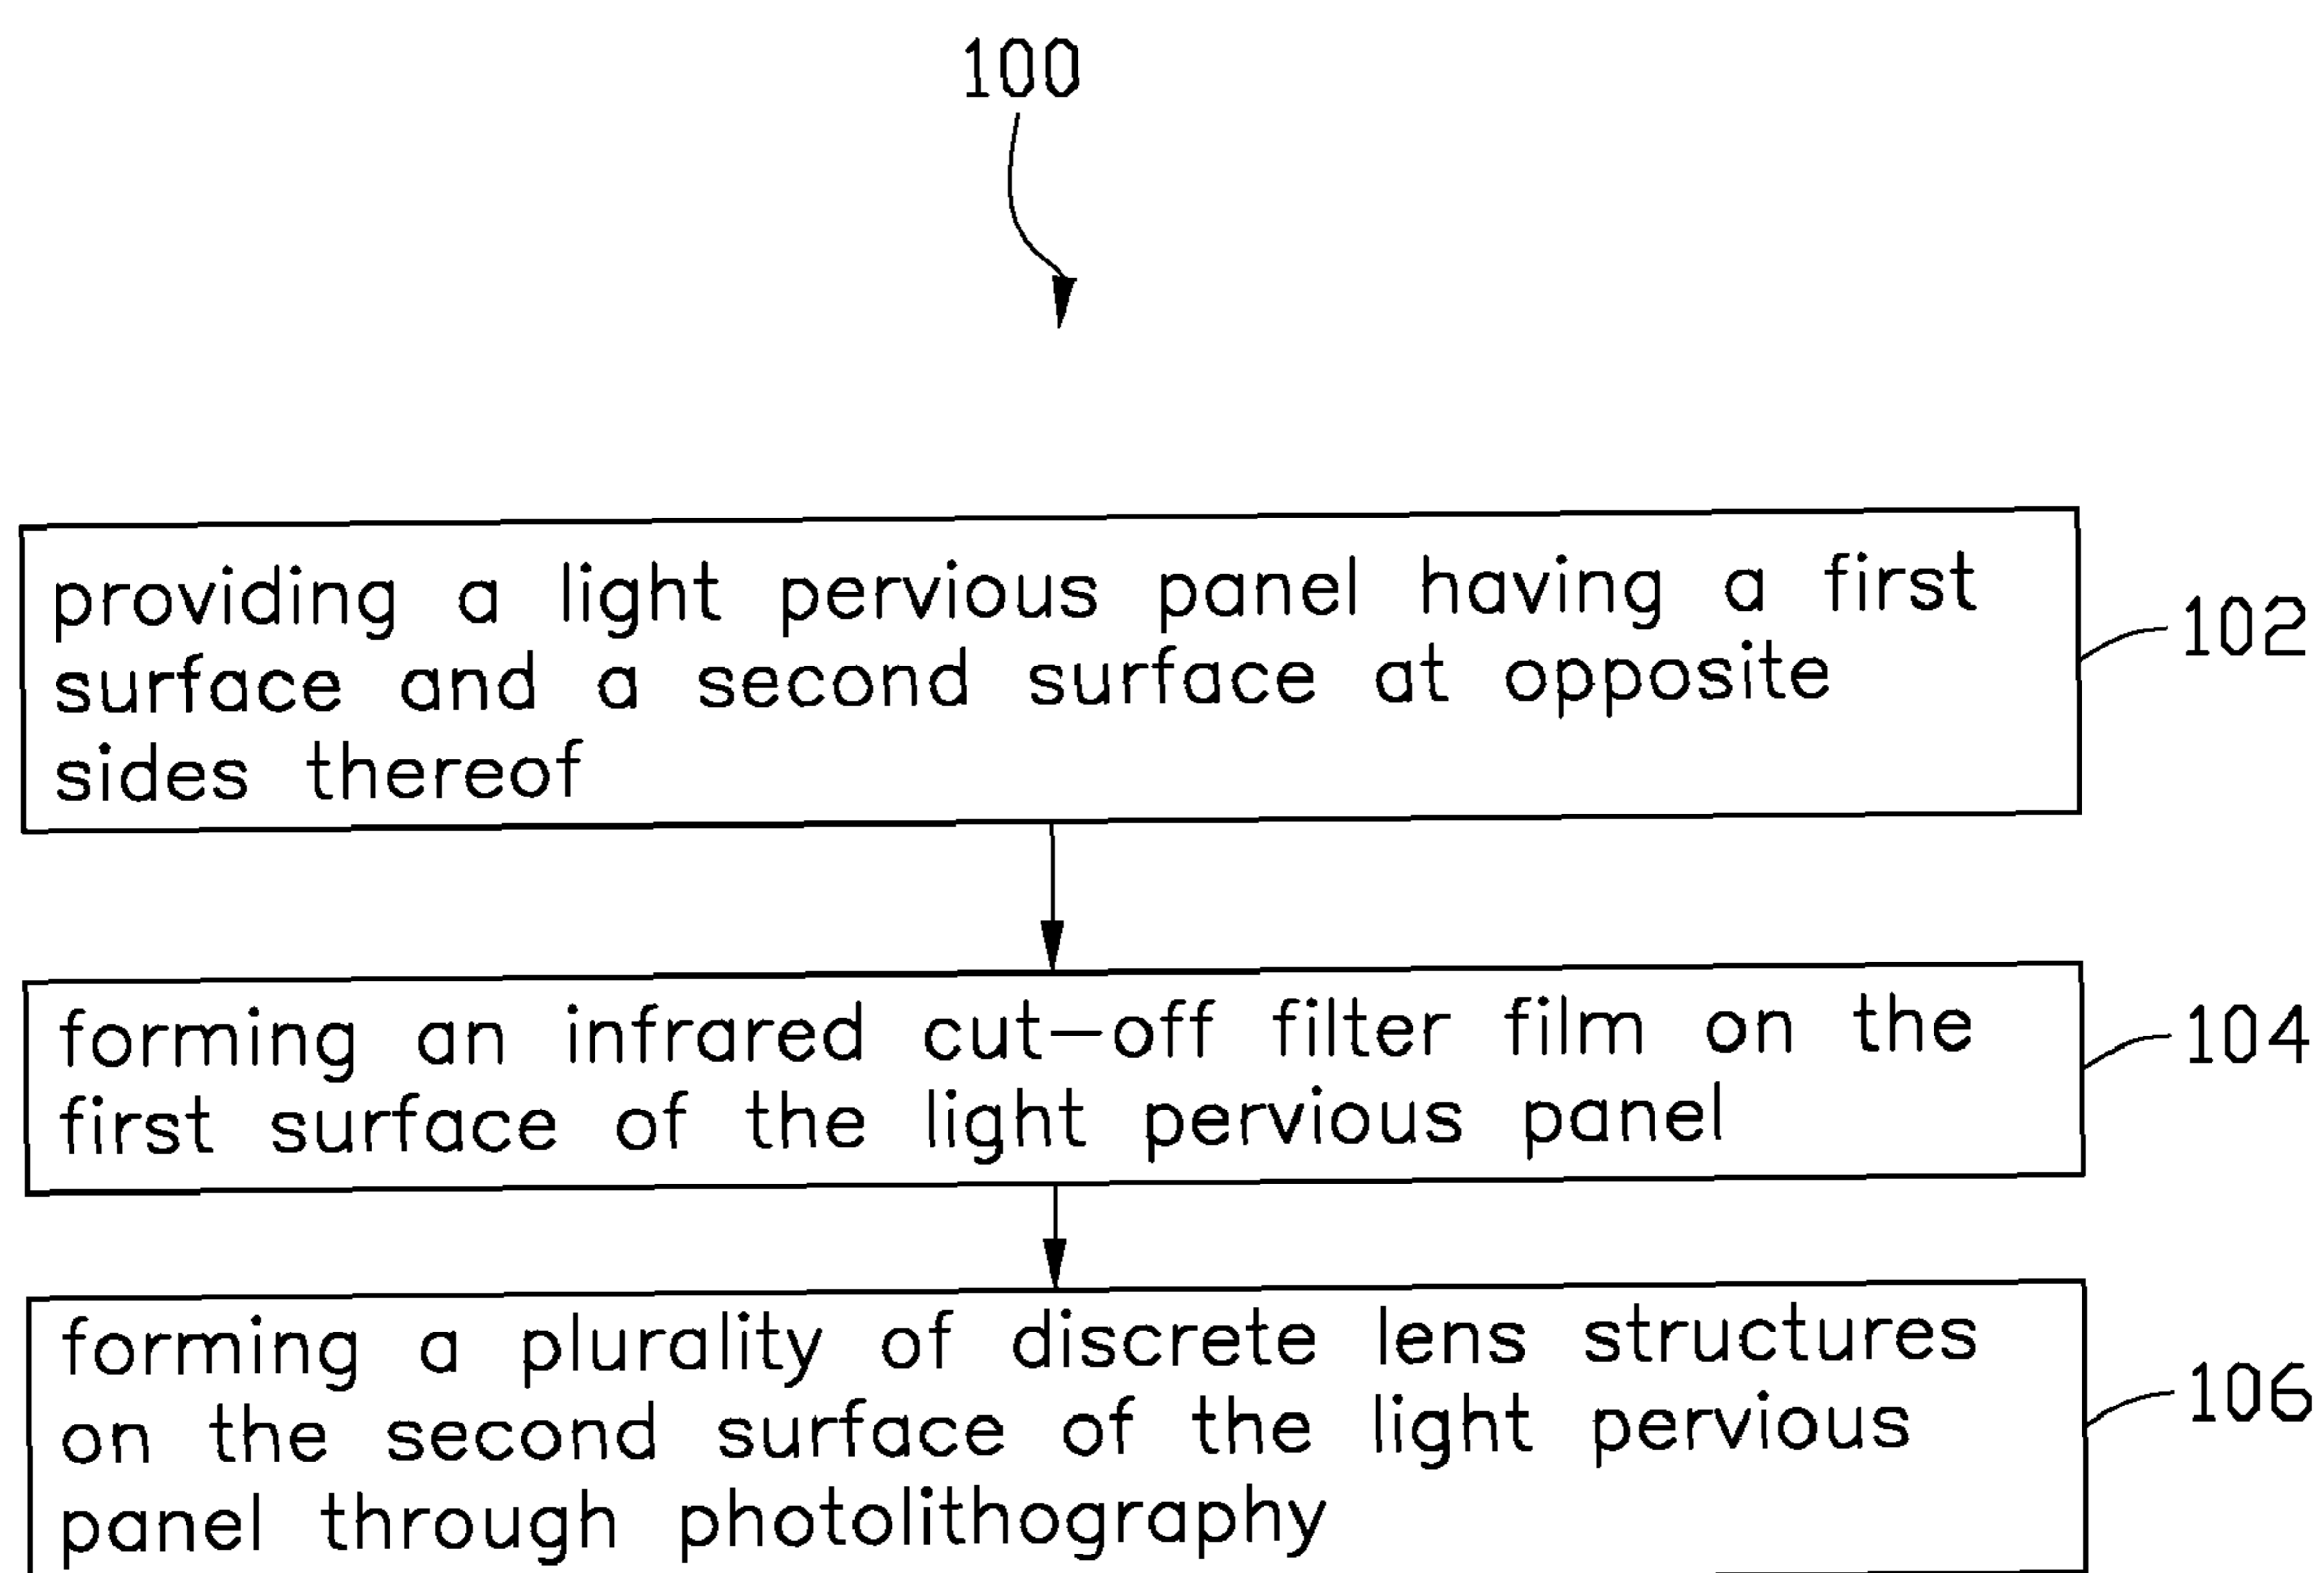 100
providing a light pervious panel having a first
surface and a second surface at opposite
sides thereof
102
forming an infrared cut-off filter film on the
first surface of the light pervious panel
104
forming a plurality of discrete lens structures
on the second surface of the light pervious
panel through photolithography
106